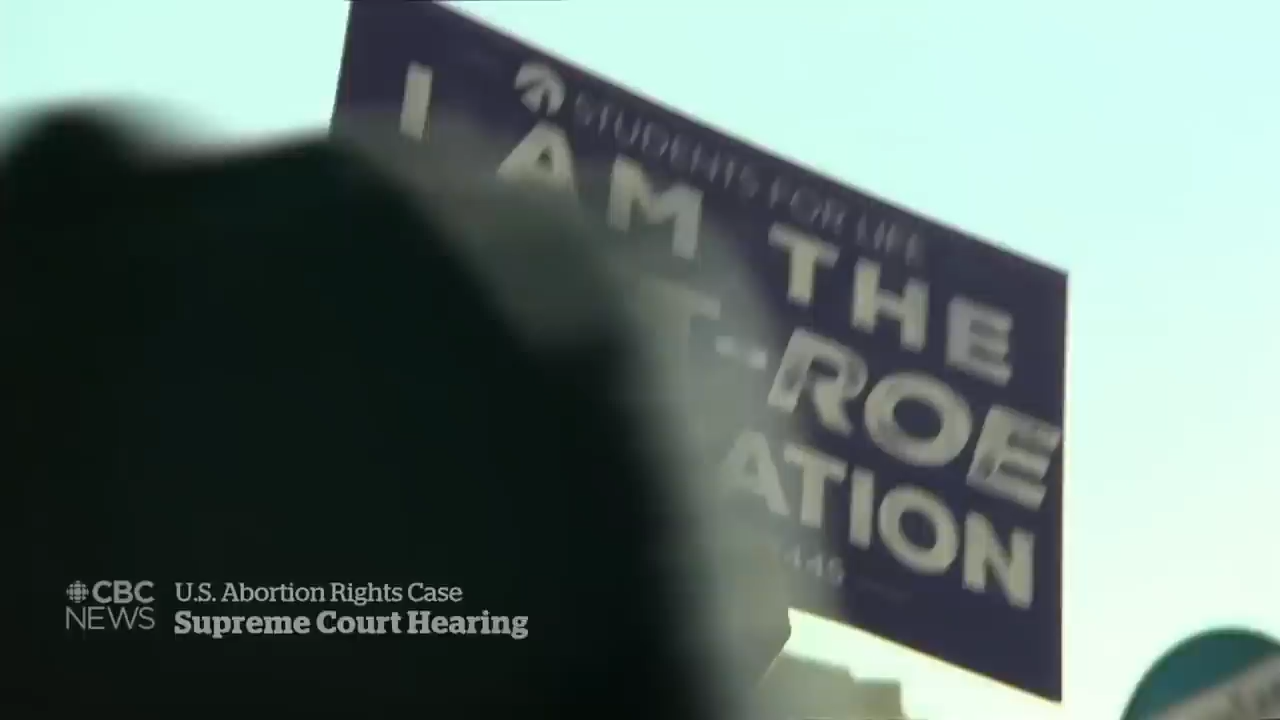 STUDENTS FOR LIFE
I AM THE
T-ROE
ATION
CBC NEWS
U.S. Abortion Rights Case
Supreme Court Hearing